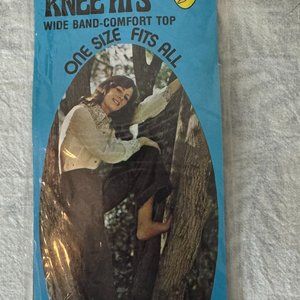 KNEE HI'S
WIDE BAND-COMFORT TOP
ONE SIZE FITS ALL